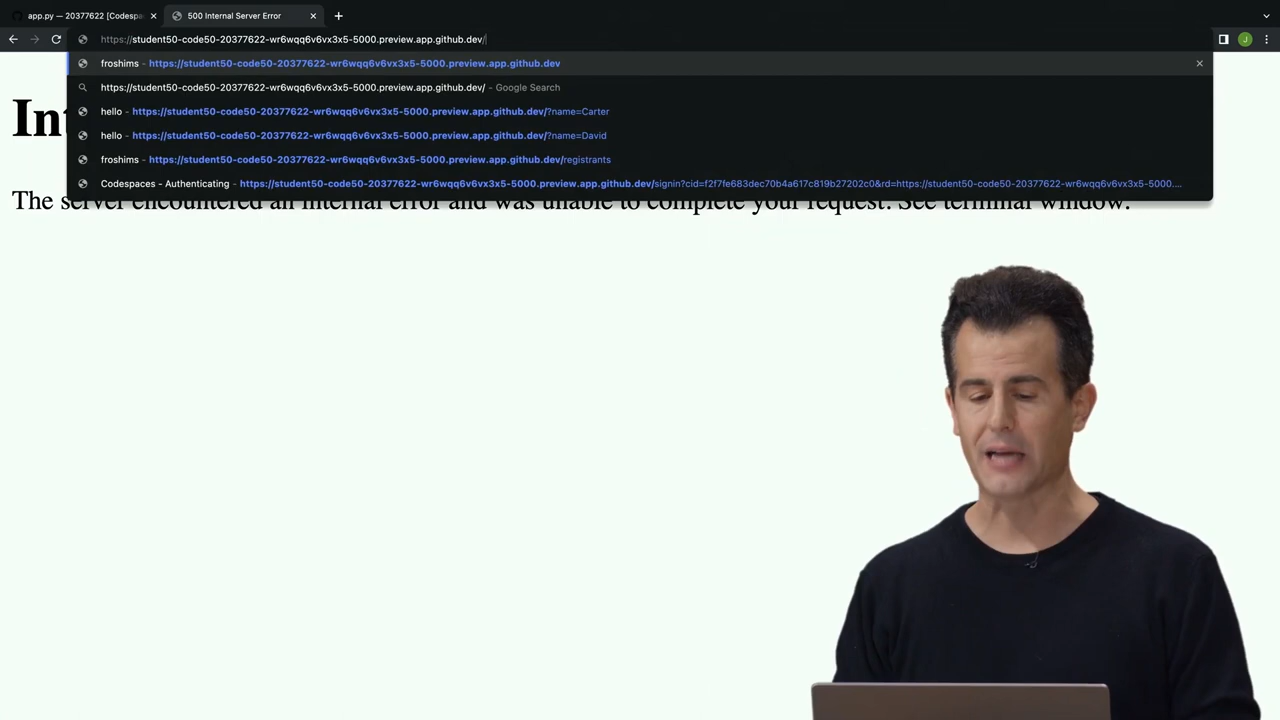 app.py — 20377622 [Codespa
500 Internal Server Error
https://student50-code50-20377622-wr6wqq6v6vx3x5-5000.preview.app.github.dev/
froshims - https://student50-code50-20377622-wr6wqq6v6vx3x5-5000.preview.app.github.dev
https://student50-code50-20377622-wr6wqq6v6vx3x5-5000.preview.app.github.dev/ - Google Search
hello - https://student50-code50-20377622-wr6wqq6v6vx3x5-5000.preview.app.github.dev/?name=Carter
hello - https://student50-code50-20377622-wr6wqq6v6vx3x5-5000.preview.app.github.dev/?name=David
froshims - https://student50-code50-20377622-wr6wqq6v6vx3x5-5000.preview.app.github.dev/registrants
Codespaces - Authenticating - https://student50-code50-20377622-wr6wqq6v6vx3x5-5000.preview.app.github.dev/signin?cid=f2f7fe683dec70b4a617c819b27202c0&rd=https://student50-code50-20377622-wr6wqq6v6vx3x5-5000....
Int
The server encountered an internal error and was unable to complete your request. See terminal window.
J